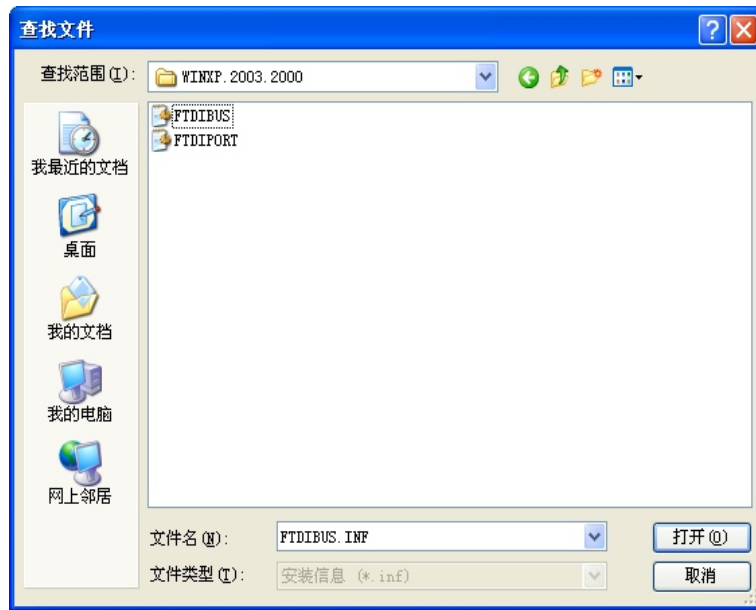 查找文件
查找范围(I): WINXP.2003.2000
FTDIBUS
FTDIPORT
我最近的文档
桌面
我的文档
我的电脑
网上邻居
文件名(N): FTDIBUS.INF 打开(O)
文件类型(T): 安装信息 (*.inf) 取消